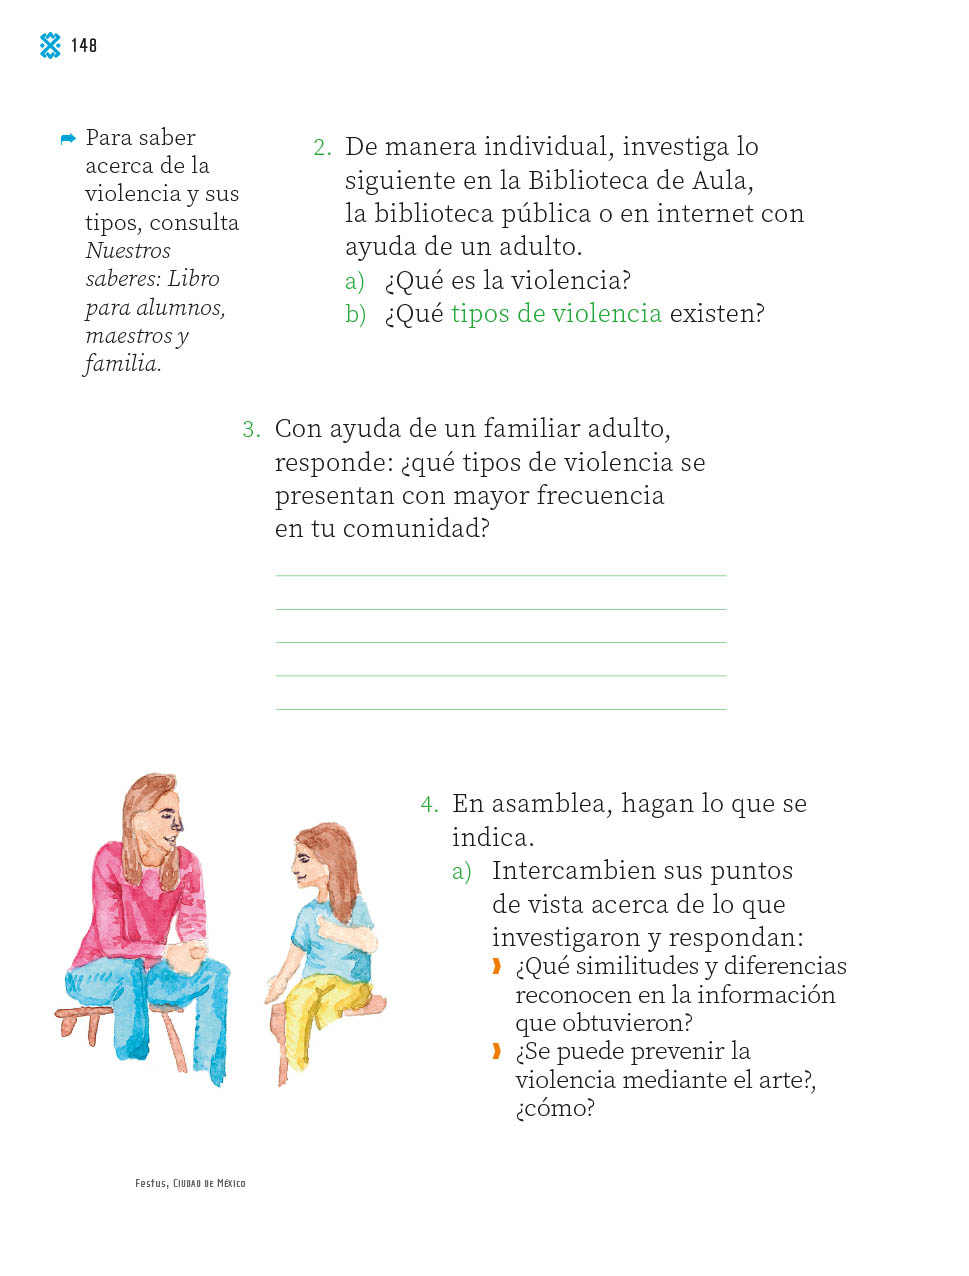 148
Para saber
acerca de la
violencia y sus
tipos, consulta
Nuestros
saberes: Libro
para alumnos,
maestros y
familia.
2. De manera individual, investiga lo
siguiente en la Biblioteca de Aula,
la biblioteca pública o en internet con
ayuda de un adulto.
a) ¿Qué es la violencia?
b) ¿Qué tipos de violencia existen?
3. Con ayuda de un familiar adulto,
responde: ¿qué tipos de violencia se
presentan con mayor frecuencia
en tu comunidad?
4. En asamblea, hagan lo que se
indica.
a) Intercambien sus puntos
de vista acerca de lo que
investigaron y respondan:
¿Qué similitudes y diferencias
reconocen en la información
que obtuvieron?
¿Se puede prevenir la
violencia mediante el arte?,
¿cómo?
Festus, CIUDAD DE MÉXICO